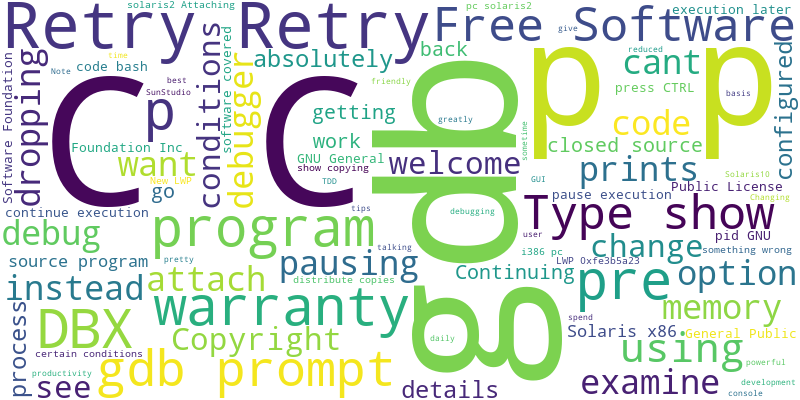 solaris2 Attaching
Retry
Retry
Free Software
pc solaris2
execution later
give
reduced
Software Foundation
dropping
time
code bash
Note
best
SunStudio
conditions
software covered
absolutely
debugger
back
friendly
greatly
C
C
p
p
p
cant
press CTRL
basis
configured
getting
work
code
closed source
Foundation Inc
want
GNU General
show copying
TDD
welcome
sometime
GUI
prints
Solaris10
Public License
Changing
New LWP
go
pause execution
continue execution
tips
debugging
user
Type show
pid GNU
debug
program
talking
i386 pc
change
something wrong
source program
pretty
pausing
LWP 0xfe3b5a23
attach
distribute copies
Continuing
pre
option
instead
warranty
memory
process
DBX
Copyright
daily
spend
Solaris x86
General Public
certain conditions
using
gdb prompt
powerful
productivity
see
details
examine
development
console
bbg